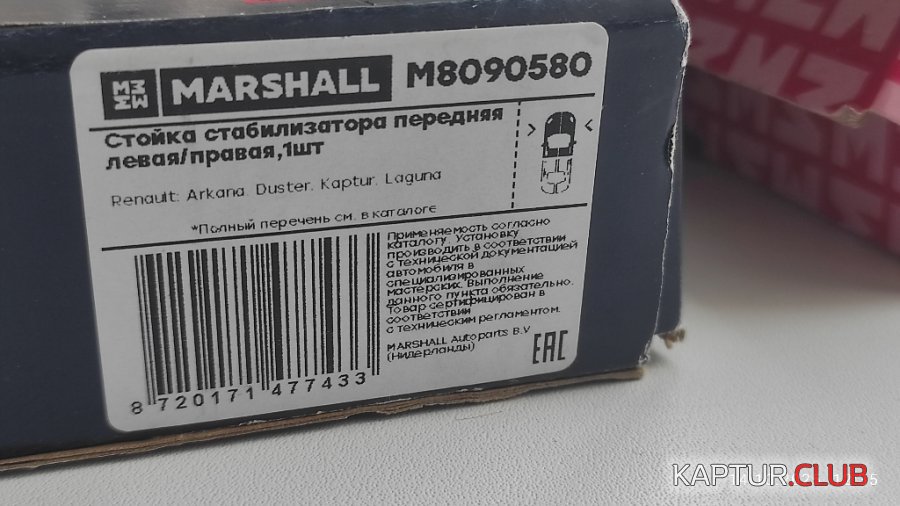 MARSHALL M8090580
Стойка стабилизатора передняя
левая/правая,1шт
Renault: Arkana. Duster. Kaptur. Laguna
*Полный перечень см. в каталоге
Применяемость согласно
каталогу. Установку
производить в соответствии
с технической документацией
автомобиля в
специализированных
мастерских. Выполнение
данного пункта обязательно.
Товар сертифицирован в
соответствии
с техническим регламентом.
MARSHALL Autoparts B.V
(Нидерланды)
EAC
8 720171 477433
KAPTUR.CLUB